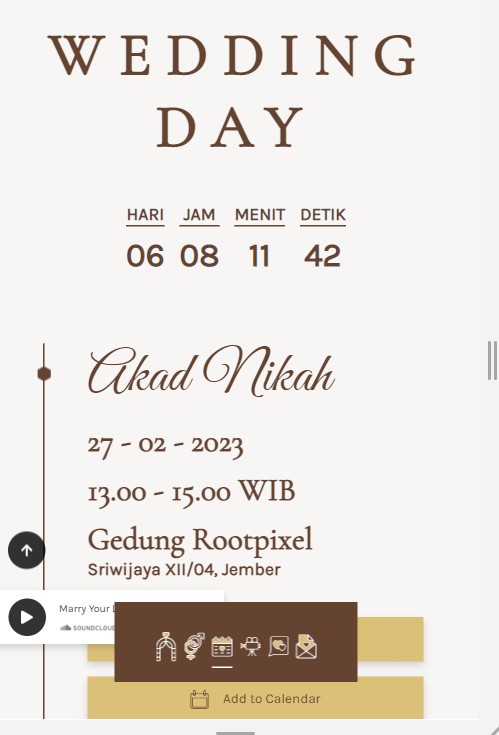 WEDDING
DAY
HARI JAM MENIT DETIK
06 08 11 42
Akad Nikah
27 - 02 - 2023
13.00 - 15.00 WIB
Gedung Rootpixel
Sriwijaya XII/04, Jember
Marry Your
SOUNDCLOUD
Add to Calendar